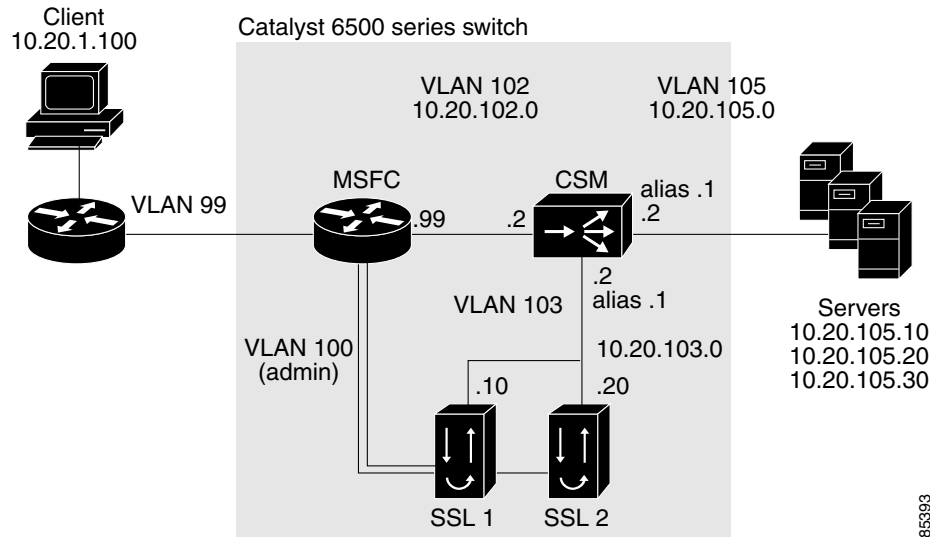 Client
10.20.1.100
Catalyst 6500 series switch
VLAN 102
10.20.102.0
VLAN 105
10.20.105.0
MSFC
CSM
alias .1
.2
VLAN 99
.99
.2
.2
alias .1
VLAN 103
Servers
10.20.105.10
10.20.105.20
10.20.105.30
VLAN 100
(admin)
10.20.103.0
.10
.20
SSL 1
SSL 2
85393